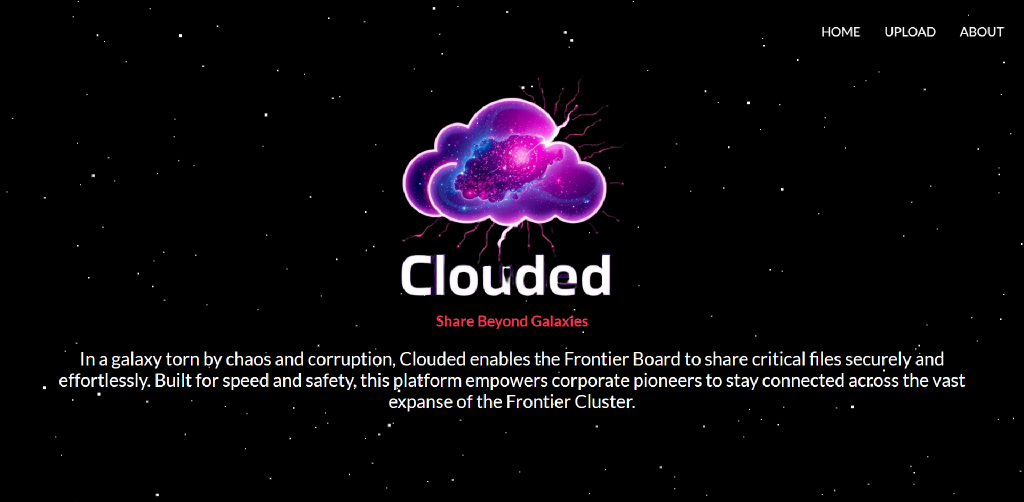 HOME UPLOAD ABOUT
Clouded
Share Beyond Galaxies
In a galaxy torn by chaos and corruption, Clouded enables the Frontier Board to share critical files securely and
effortlessly. Built for speed and safety, this platform empowers corporate pioneers to stay connected across the vast
expanse of the Frontier Cluster.